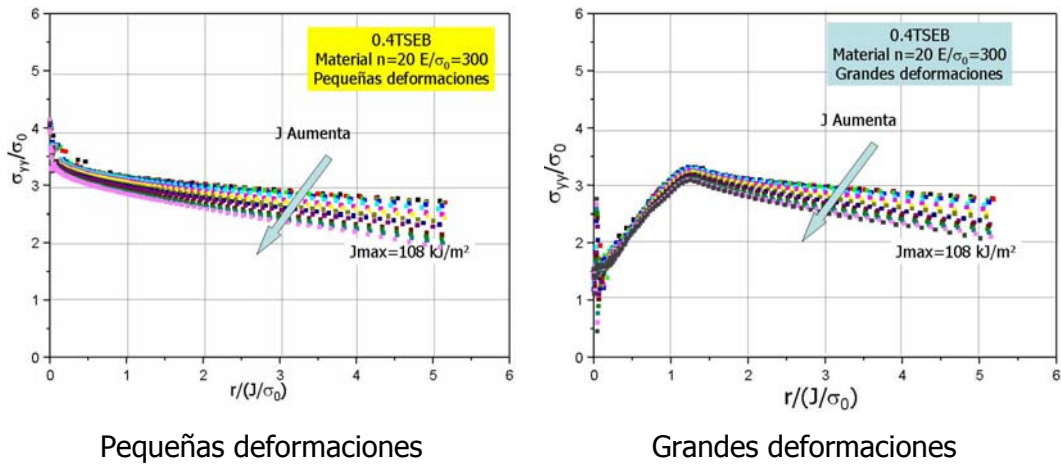 6
5
4
3
2
1
0
σyy/σ0
0.4TSEB
Material n=20 E/σ0=300
Pequeñas deformaciones
J Aumenta
Jmax=108 kJ/m²
0 1 2 3 4 5 6
r/(J/σ0)
6
5
4
3
2
1
0
σyy/σ0
0.4TSEB
Material n=20 E/σ0=300
Grandes deformaciones
J Aumenta
Jmax=108 kJ/m²
0 1 2 3 4 5 6
r/(J/σ0)
Pequeñas deformaciones
Grandes deformaciones